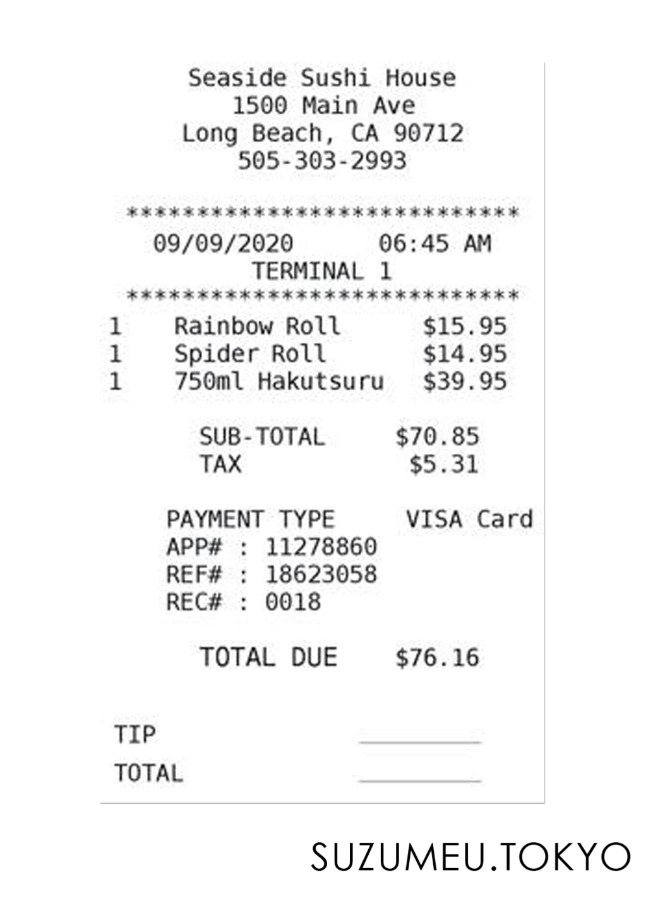 Seaside Sushi House
1500 Main Ave
Long Beach, CA 90712
505-303-2993
****************************
09/09/2020 06:45 AM
TERMINAL 1
****************************
1 Rainbow Roll $15.95
1 Spider Roll $14.95
1 750ml Hakutsuru $39.95
SUB-TOTAL $70.85
TAX $5.31
PAYMENT TYPE VISA Card
APP# : 11278860
REF# : 18623058
REC# : 0018
TOTAL DUE $76.16
TIP
TOTAL
SUZUMEU.TOKYO